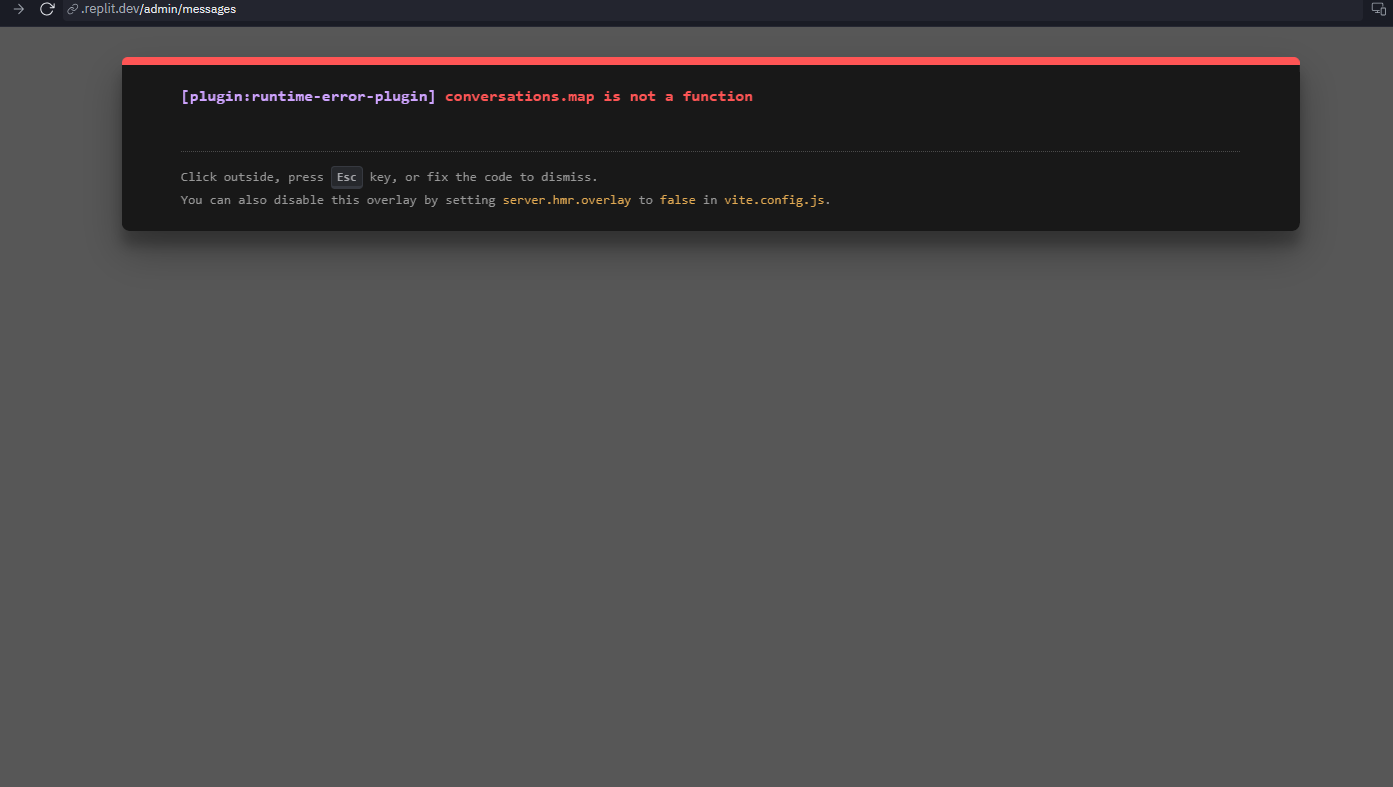 .replit.dev/admin/messages
[plugin:runtime-error-plugin] conversations.map is not a function
Click outside, press Esc key, or fix the code to dismiss.
You can also disable this overlay by setting server.hmr.overlay to false in vite.config.js.